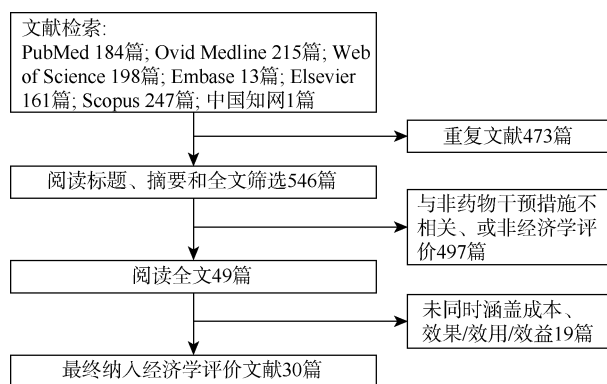 文献检索:
PubMed 184篇; Ovid Medline 215篇; Web
of Science 198篇; Embase 13篇; Elsevier
161篇; Scopus 247篇; 中国知网1篇
重复文献473篇
阅读标题、摘要和全文筛选546篇
与非药物干预措施不
相关、或非经济学评
价497篇
阅读全文49篇
未同时涵盖成本、
效果/效用/效益19篇
最终纳入经济学评价文献30篇